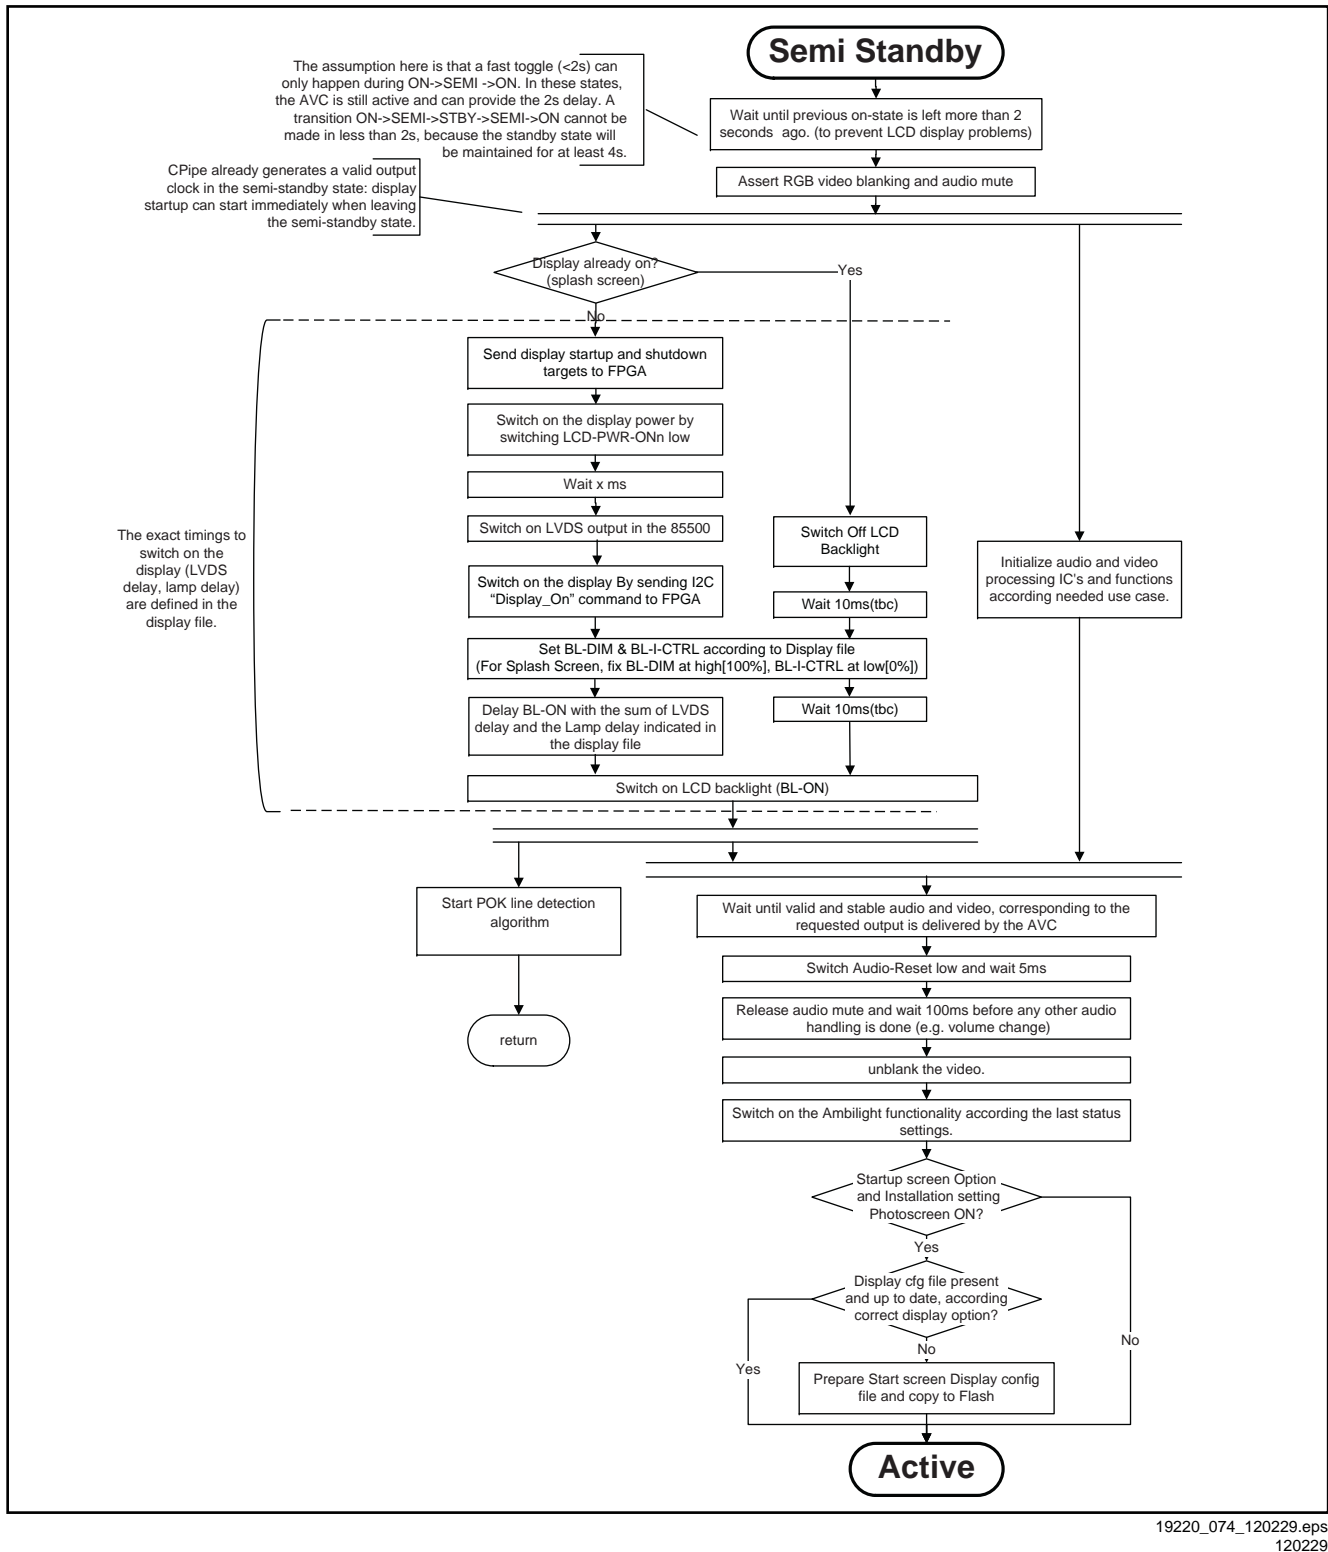 Semi Standby
The assumption here is that a fast toggle (<2s) can
only happen during ON->SEMI ->ON. In these states,
the AVC is still active and can provide the 2s delay. A
transition ON->SEMI->STBY->SEMI->ON cannot be
made in less than 2s, because the standby state will
be maintained for at least 4s.
Wait until previous on-state is left more than 2
seconds ago. (to prevent LCD display problems)
CPipe already generates a valid output
clock in the semi-standby state: display
startup can start immediately when leaving
the semi-standby state.
Assert RGB video blanking and audio mute
Display already on?
(splash screen)
Yes
No
Send display startup and shutdown
targets to FPGA
Switch on the display power by
switching LCD-PWR-ONn low
Wait x ms
Switch on LVDS output in the 85500
Switch Off LCD
Backlight
The exact timings to
switch on the
display (LVDS
delay, lamp delay)
are defined in the
display file.
Initialize audio and video
processing IC's and functions
according needed use case.
Switch on the display By sending I2C
“Display_On” command to FPGA
Wait 10ms(tbc)
Set BL-DIM & BL-I-CTRL according to Display file
(For Splash Screen, fix BL-DIM at high[100%], BL-I-CTRL at low[0%])
Delay BL-ON with the sum of LVDS
delay and the Lamp delay indicated in
the display file
Wait 10ms(tbc)
Switch on LCD backlight (BL-ON)
Start POK line detection
algorithm
return
Wait until valid and stable audio and video, corresponding to the
requested output is delivered by the AVC
Switch Audio-Reset low and wait 5ms
Release audio mute and wait 100ms before any other audio
handling is done (e.g. volume change)
unblank the video.
Switch on the Ambilight functionality according the last status
settings.
Startup screen Option
and Installation setting
Photoscreen ON?
Yes
Display cfg file present
and up to date, according
correct display option?
No
No
Yes
Prepare Start screen Display config
file and copy to Flash
Active
19220_074_120229.eps
120229